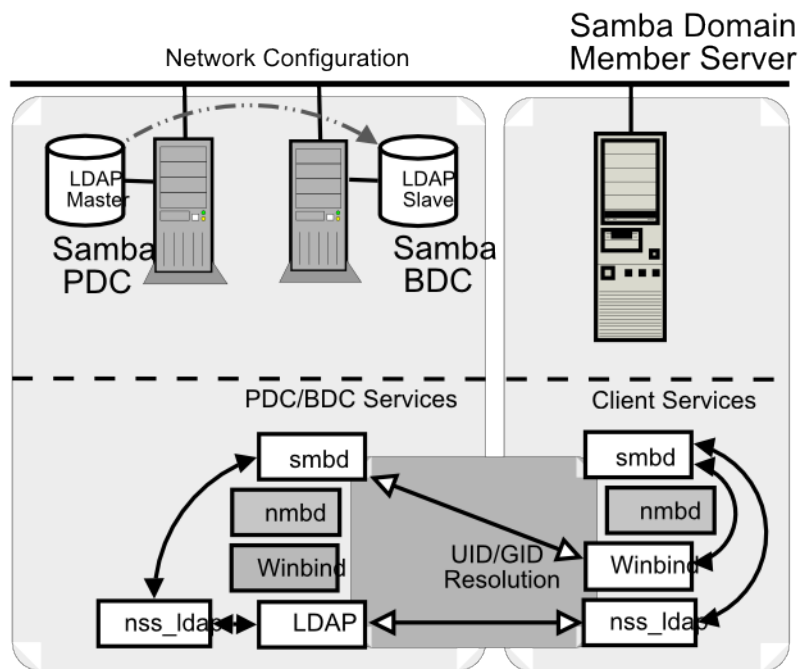 Network Configuration
Samba Domain
Member Server
LDAP
Master
LDAP
Slave
Samba
PDC
Samba
BDC
PDC/BDC Services
Client Services
smbd
nmbd
Winbind
nss_ldap
LDAP
UID/GID
Resolution
smbd
nmbd
Winbind
nss_ldap